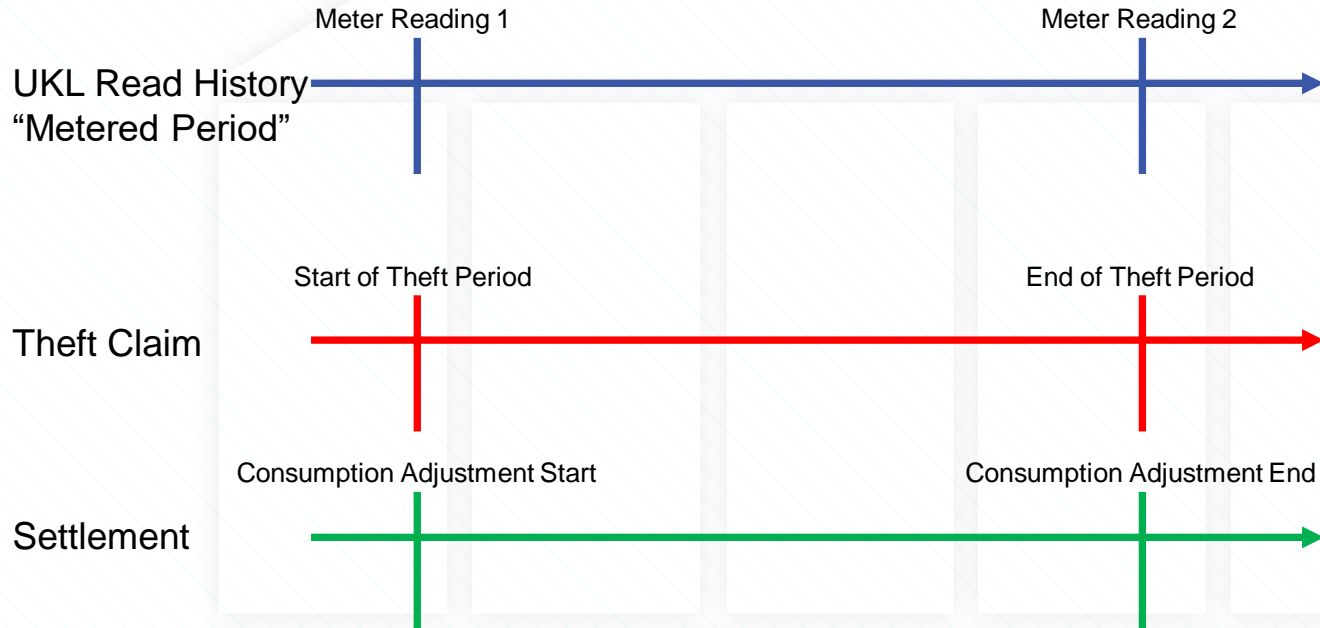 Meter Reading 1
Meter Reading 2
UKL Read History
“Metered Period”
Start of Theft Period
End of Theft Period
Theft Claim
Consumption Adjustment Start
Consumption Adjustment End
Settlement